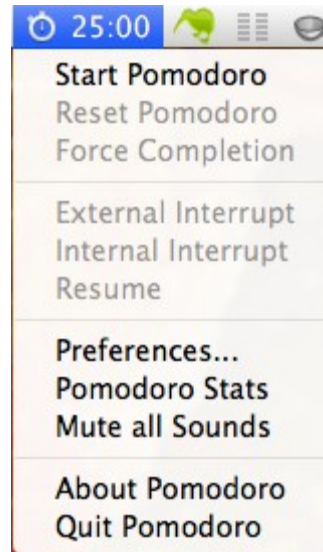 25:00
Start Pomodoro
Reset Pomodoro
Force Completion
External Interrupt
Internal Interrupt
Resume
Preferences...
Pomodoro Stats
Mute all Sounds
About Pomodoro
Quit Pomodoro